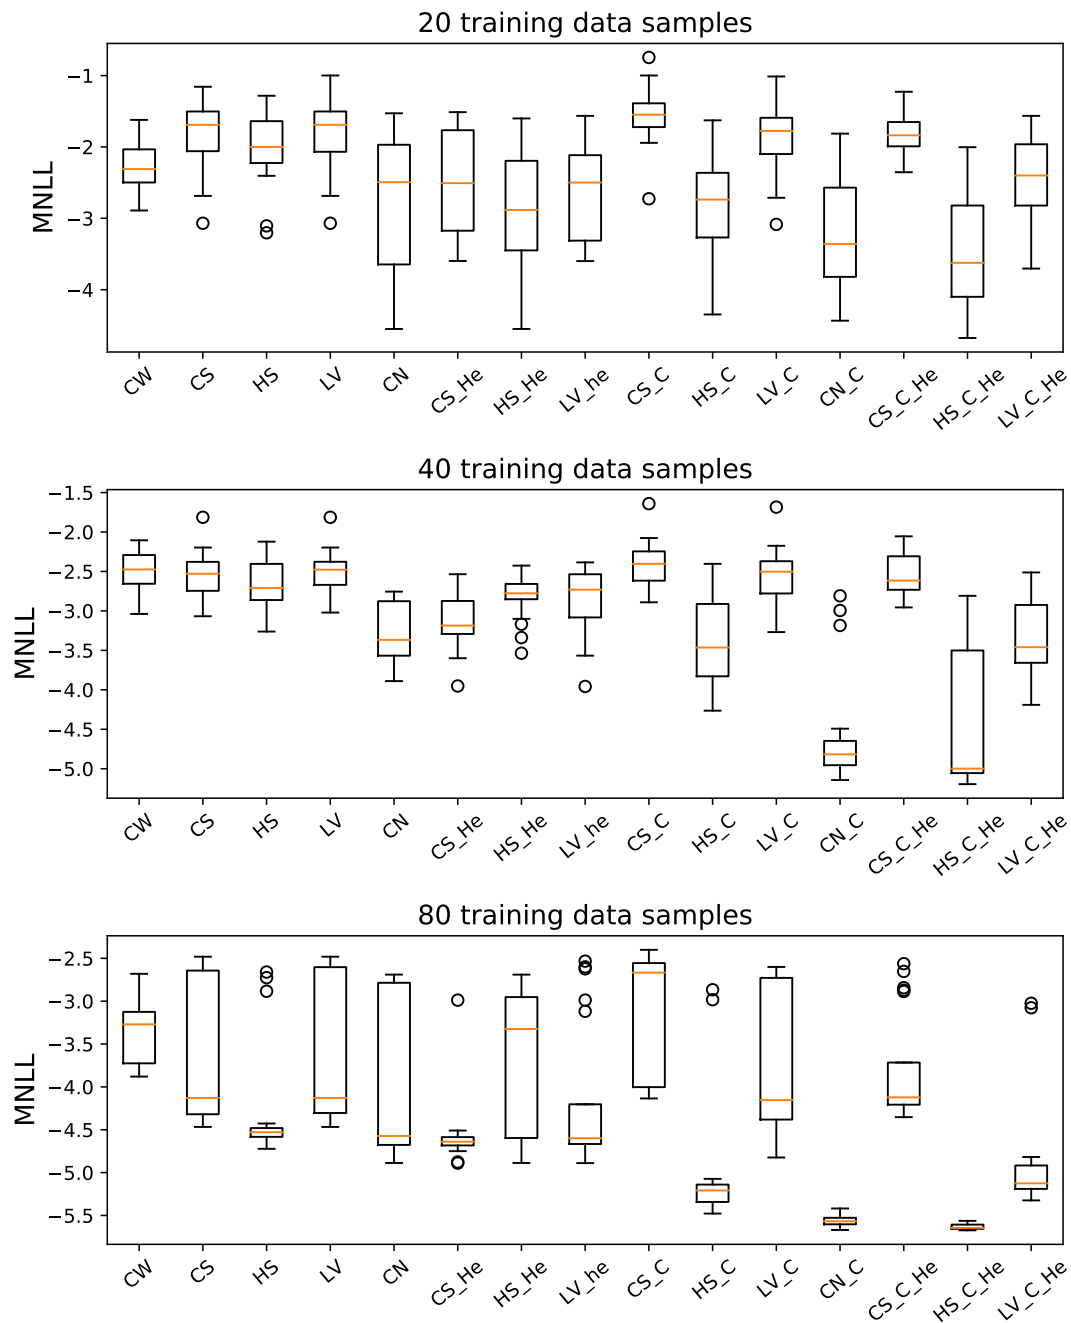 20 training data samples
MNLL
−1
−2
−3
−4
CW CS HS LV CN CS_He HS_He LV_he CS_C HS_C LV_C CN_C CS_C_He HS_C_He LV_C_He
40 training data samples
MNLL
−1.5
−2.0
−2.5
−3.0
−3.5
−4.0
−4.5
−5.0
CW CS HS LV CN CS_He HS_He LV_he CS_C HS_C LV_C CN_C CS_C_He HS_C_He LV_C_He
80 training data samples
MNLL
−2.5
−3.0
−3.5
−4.0
−4.5
−5.0
−5.5
CW CS HS LV CN CS_He HS_He LV_he CS_C HS_C LV_C CN_C CS_C_He HS_C_He LV_C_He